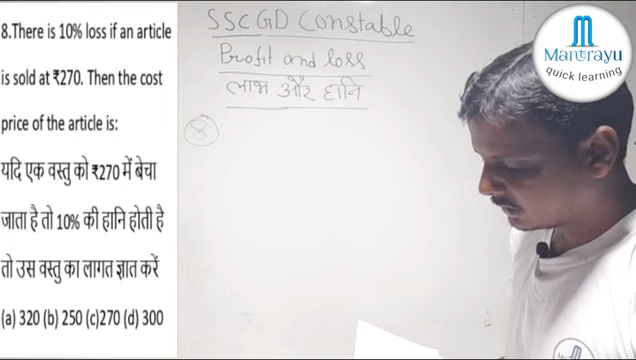 8.There is 10% loss if an article
is sold at ₹270. Then the cost
price of the article is:
यदि एक वस्तु को ₹270 में बेचा
जाता है तो 10% की हानि होती है
तो उस वस्तु का लागत ज्ञात करें
(a) 320 (b) 250 (c)270 (d) 300
SSC GD Constable
Profit and loss
लाभ और हानि
8
Mantrayu
quick learning